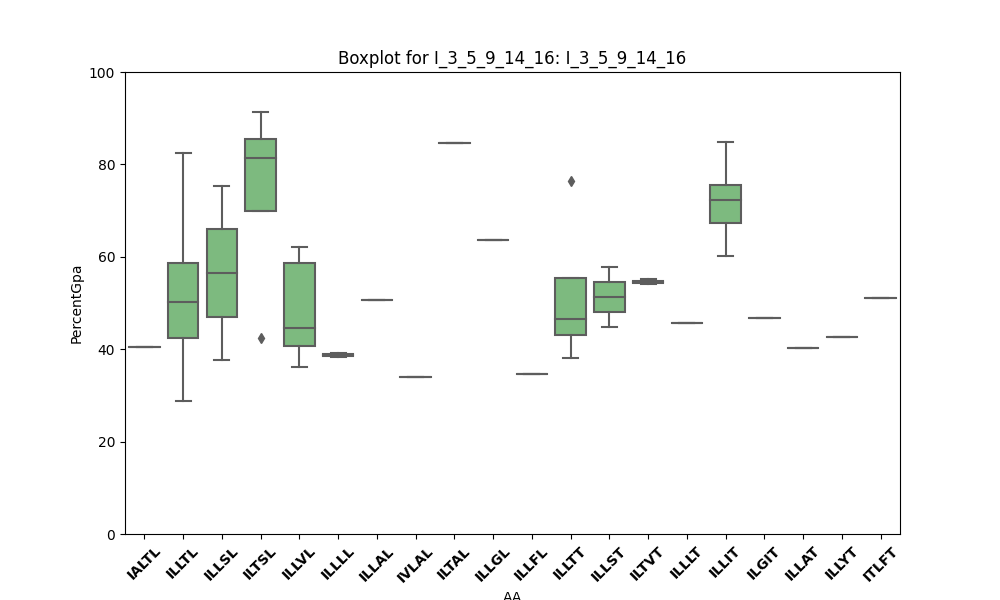 Boxplot for I_3_5_9_14_16: I_3_5_9_14_16
100
80
60
40
20
0
PercentGpa
IALTL
ILLTL
ILLSL
ILTSL
ILLVL
ILLLL
ILLAL
IVLAL
ILTAL
ILLGL
ILLFL
ILLTT
ILLST
ILTVT
ILLLT
ILLIT
ILGIT
ILLAT
ILLYT
ITLFT
AA